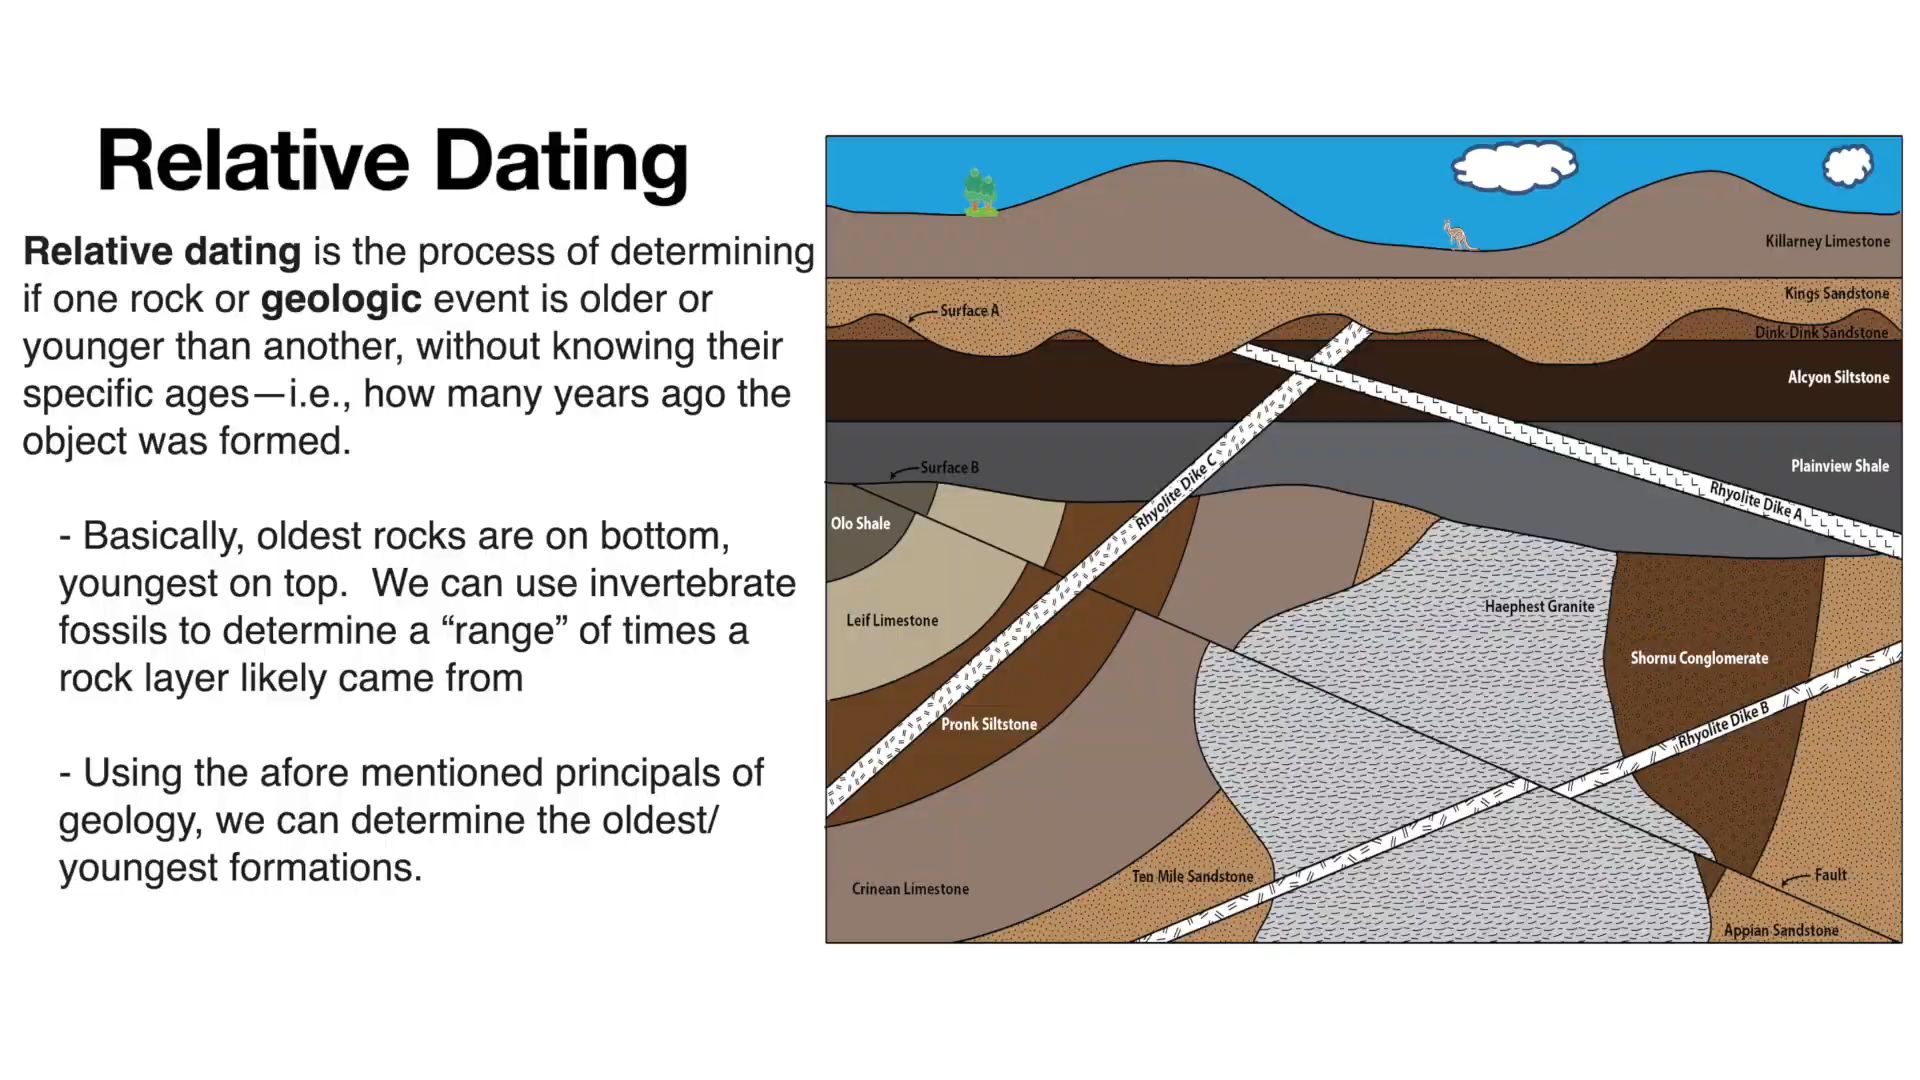 Relative Dating
Relative dating is the process of determining
if one rock or geologic event is older or
younger than another, without knowing their
specific ages—i.e., how many years ago the
object was formed.
- Basically, oldest rocks are on bottom,
youngest on top. We can use invertebrate
fossils to determine a “range” of times a
rock layer likely came from
- Using the afore mentioned principals of
geology, we can determine the oldest/
youngest formations.
Killarney Limestone
Kings Sandstone
Surface A
Dink-Dink Sandstone
Alcyon Siltstone
Surface B
Plainview Shale
Rhyolite Dike C
Rhyolite Dike A
Olo Shale
Haephest Granite
Leif Limestone
Shornu Conglomerate
Pronk Siltstone
Rhyolite Dike B
Ten Mile Sandstone
Fault
Crinean Limestone
Appian Sandstone